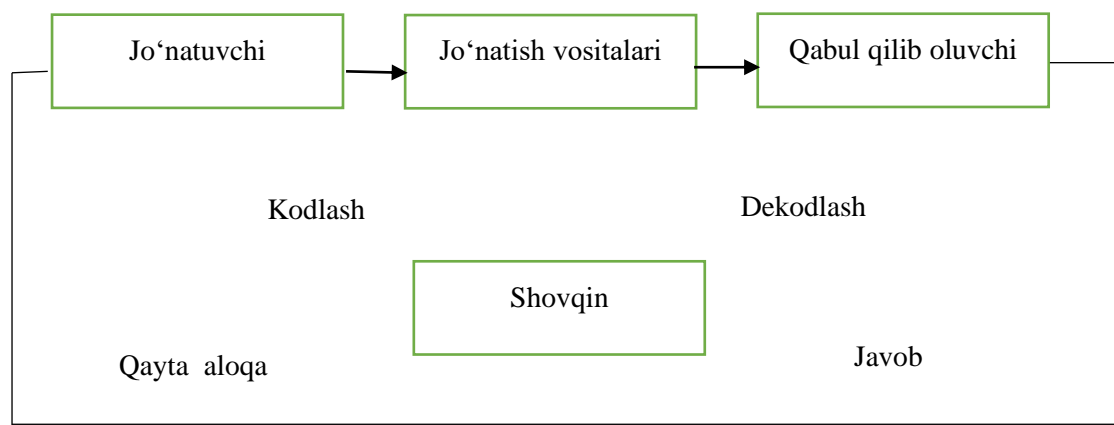 Jo‘natuvchi
Jo‘natish vositalari
Qabul qilib oluvchi
Kodlash
Dekodlash
Shovqin
Qayta aloqa
Javob